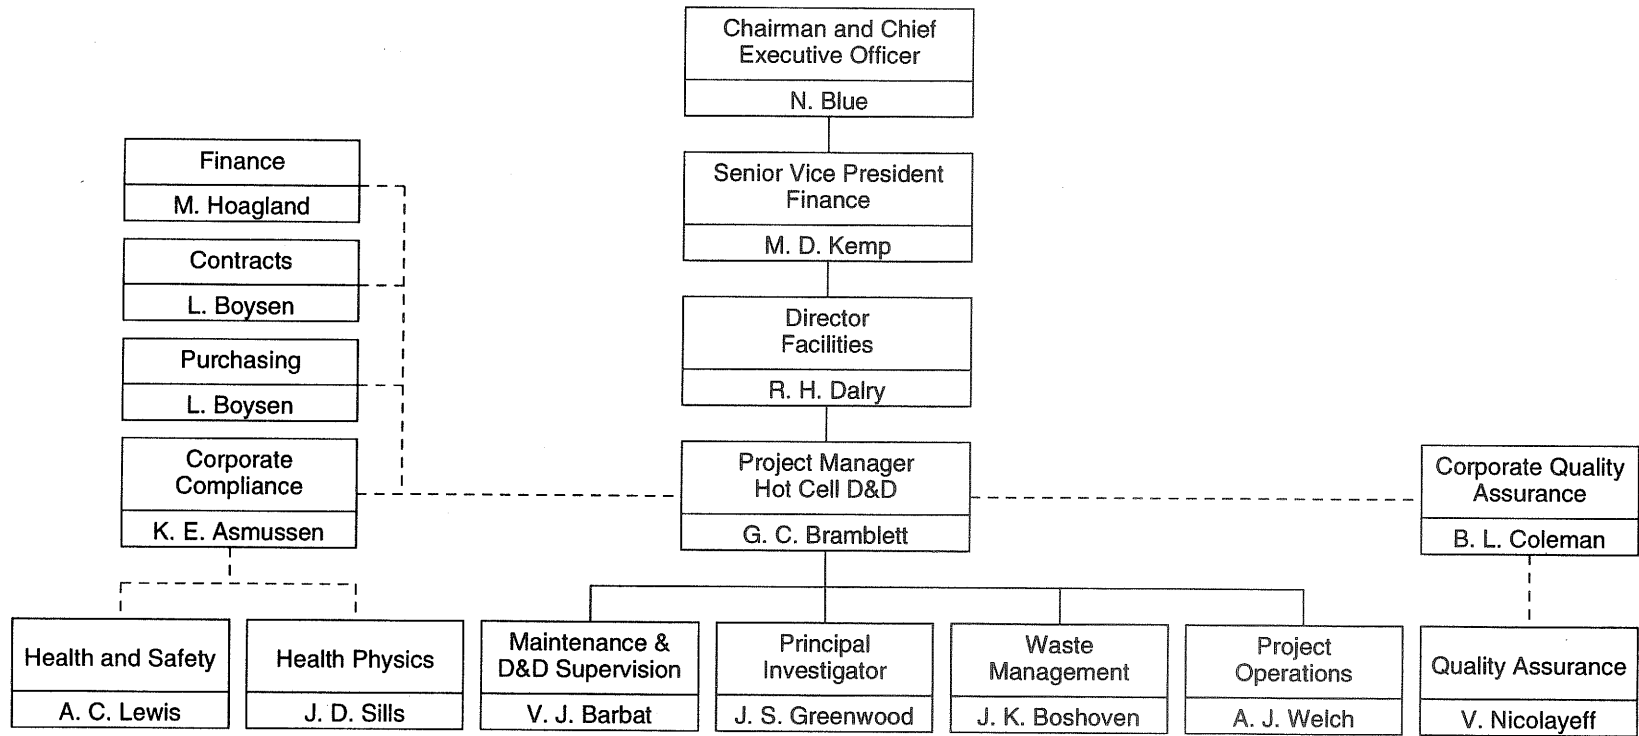 Chairman and Chief
Executive Officer
N. Blue
Senior Vice President
Finance
M. D. Kemp
Director
Facilities
R. H. Dalry
Project Manager
Hot Cell D&D
G. C. Bramblett
Finance
M. Hoagland
Contracts
L. Boysen
Purchasing
L. Boysen
Corporate
Compliance
K. E. Asmussen
Corporate Quality
Assurance
B. L. Coleman
Health and Safety
A. C. Lewis
Health Physics
J. D. Sills
Maintenance &
D&D Supervision
V. J. Barbat
Principal
Investigator
J. S. Greenwood
Waste
Management
J. K. Boshoven
Project
Operations
A. J. Welch
Quality Assurance
V. Nicolayeff